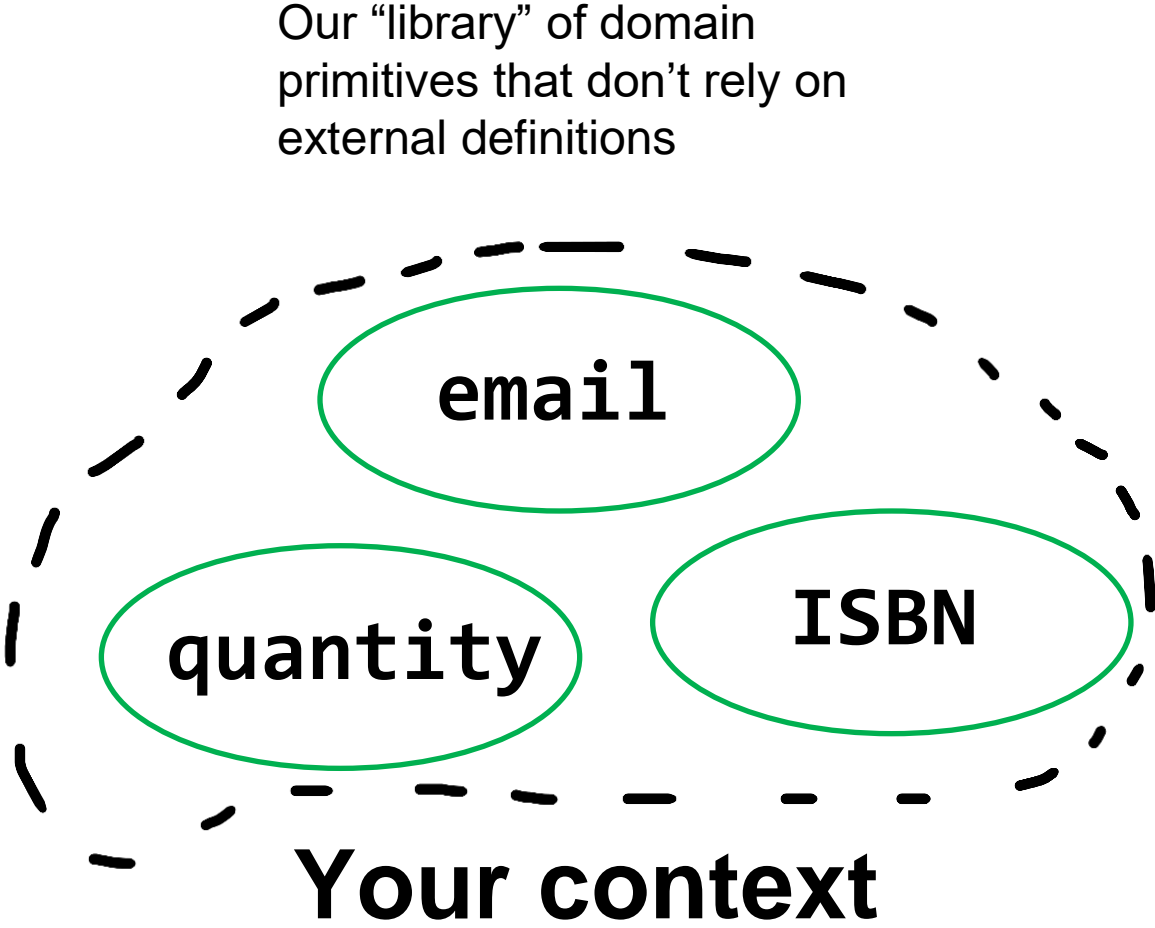 Our “library” of domain
primitives that don’t rely on
external definitions
email
ISBN
quantity
Your context